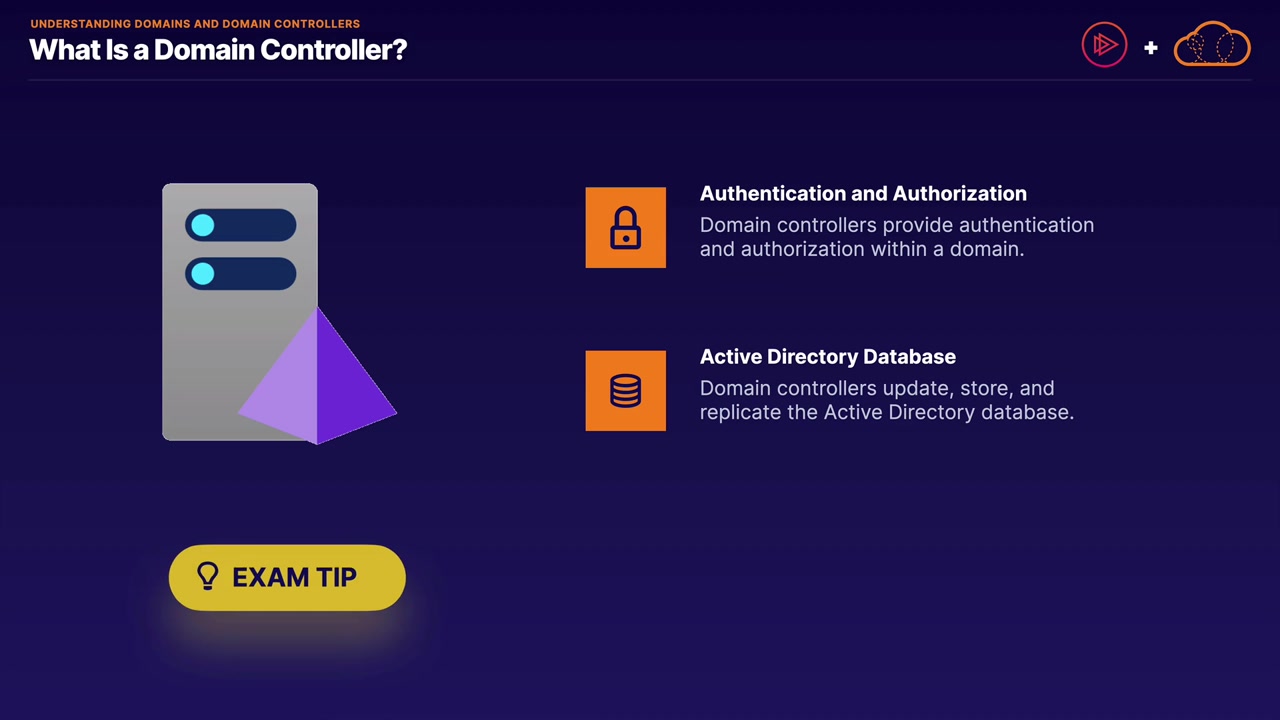 UNDERSTANDING DOMAINS AND DOMAIN CONTROLLERS
What Is a Domain Controller?
+
Authentication and Authorization
Domain controllers provide authentication
and authorization within a domain.
Active Directory Database
Domain controllers update, store, and
replicate the Active Directory database.
EXAM TIP